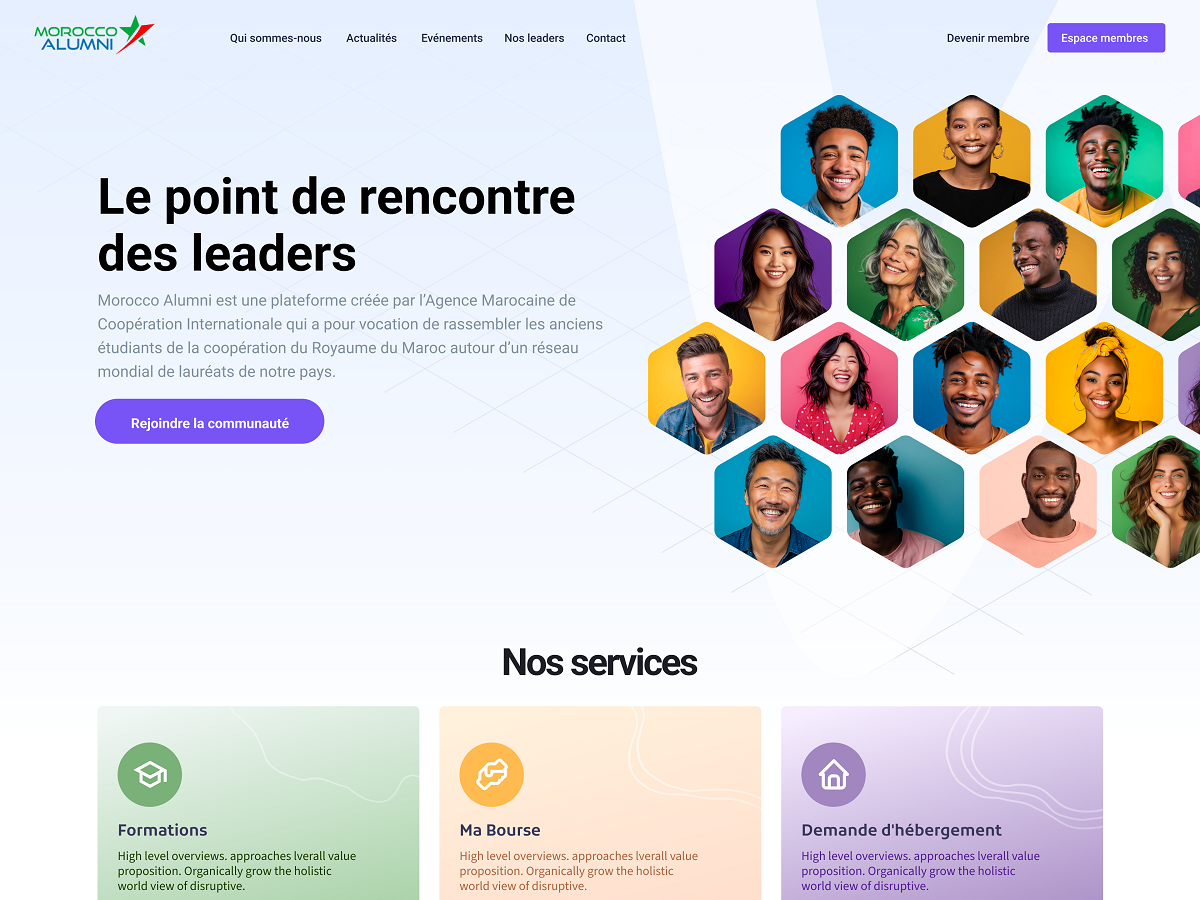 MOROCCO
ALUMNI
Qui sommes-nous
Actualités
Evénements
Nos leaders
Contact
Devenir membre
Espace membres
Le point de rencontre
des leaders
Morocco Alumni est une plateforme créée par l’Agence Marocaine de
Coopération Internationale qui a pour vocation de rassembler les anciens
étudiants de la coopération du Royaume du Maroc autour d’un réseau
mondial de lauréats de notre pays.
Rejoindre la communauté
Nos services
Formations
High level overviews. approaches lverall value
proposition. Organically grow the holistic
world view of disruptive.
Ma Bourse
High level overviews. approaches lverall value
proposition. Organically grow the holistic
world view of disruptive.
Demande d'hébergement
High level overviews. approaches lverall value
proposition. Organically grow the holistic
world view of disruptive.